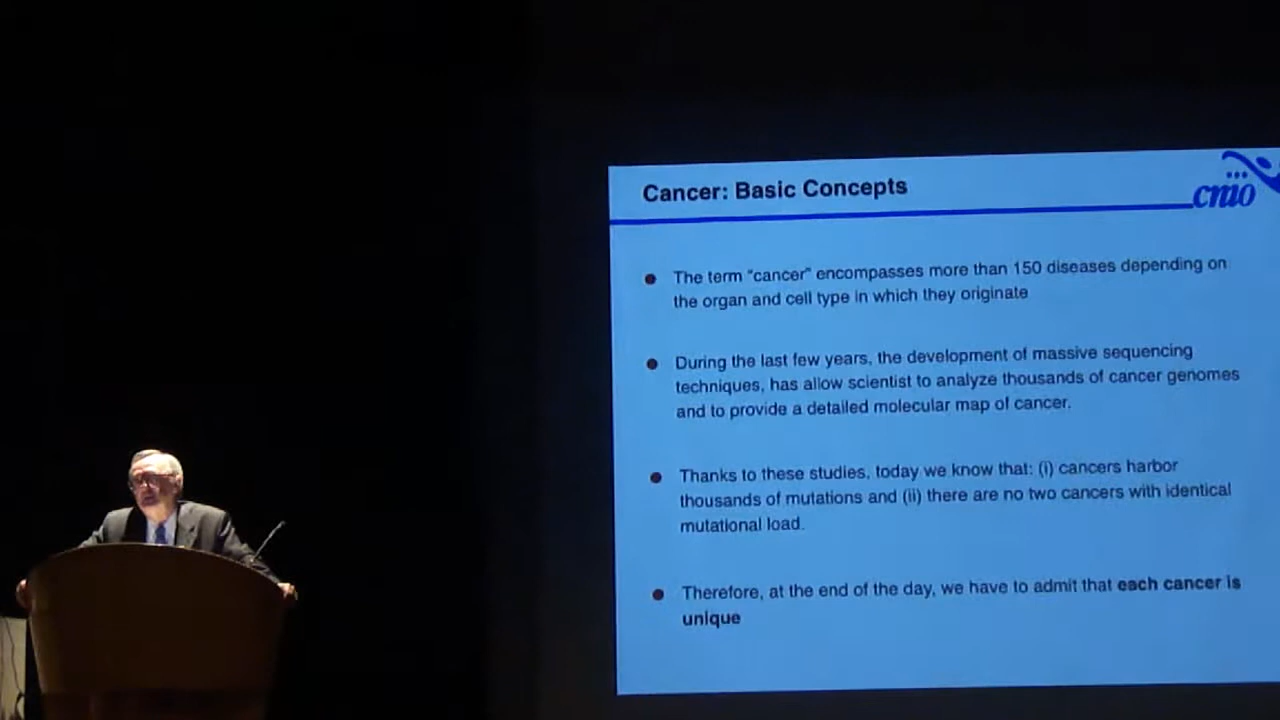 Cancer: Basic Concepts
cnio
The term "cancer" encompasses more than 150 diseases depending on
the organ and cell type in which they originate
During the last few years, the development of massive sequencing
techniques, has allow scientist to analyze thousands of cancer genomes
and to provide a detailed molecular map of cancer.
Thanks to these studies, today we know that: (i) cancers harbor
thousands of mutations and (ii) there are no two cancers with identical
mutational load.
Therefore, at the end of the day, we have to admit that each cancer is
unique